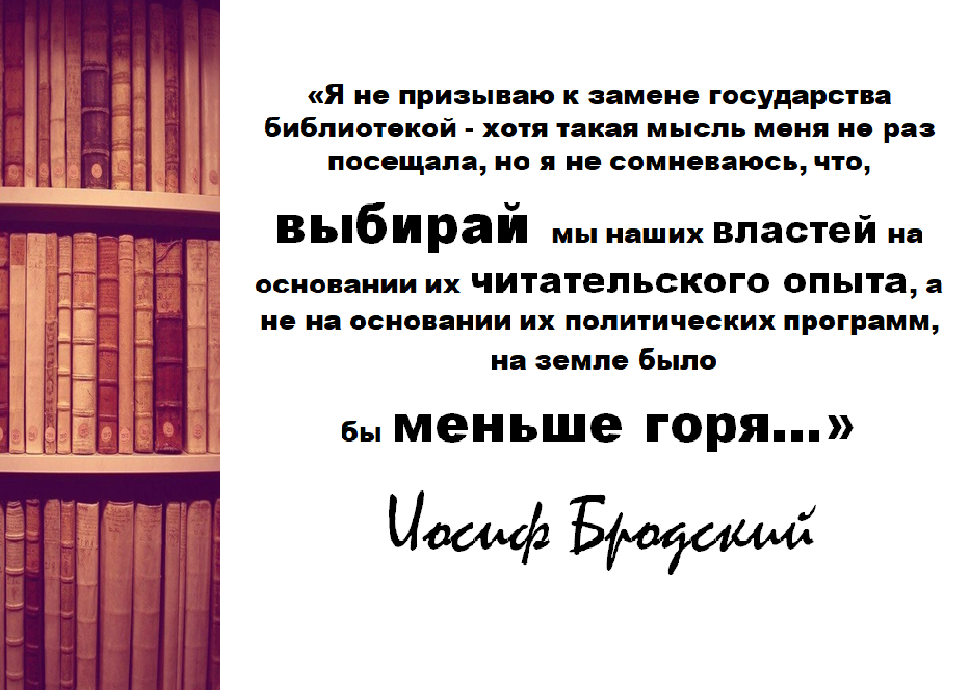 «Я не призываю к замене государства
библиотекой - хотя такая мысль меня не раз
посещала, но я не сомневаюсь, что,
выбирай мы наших властей на
основании их читательского опыта, а
не на основании их политических программ,
на земле было
бы меньше горя...»
Иосиф Бродский